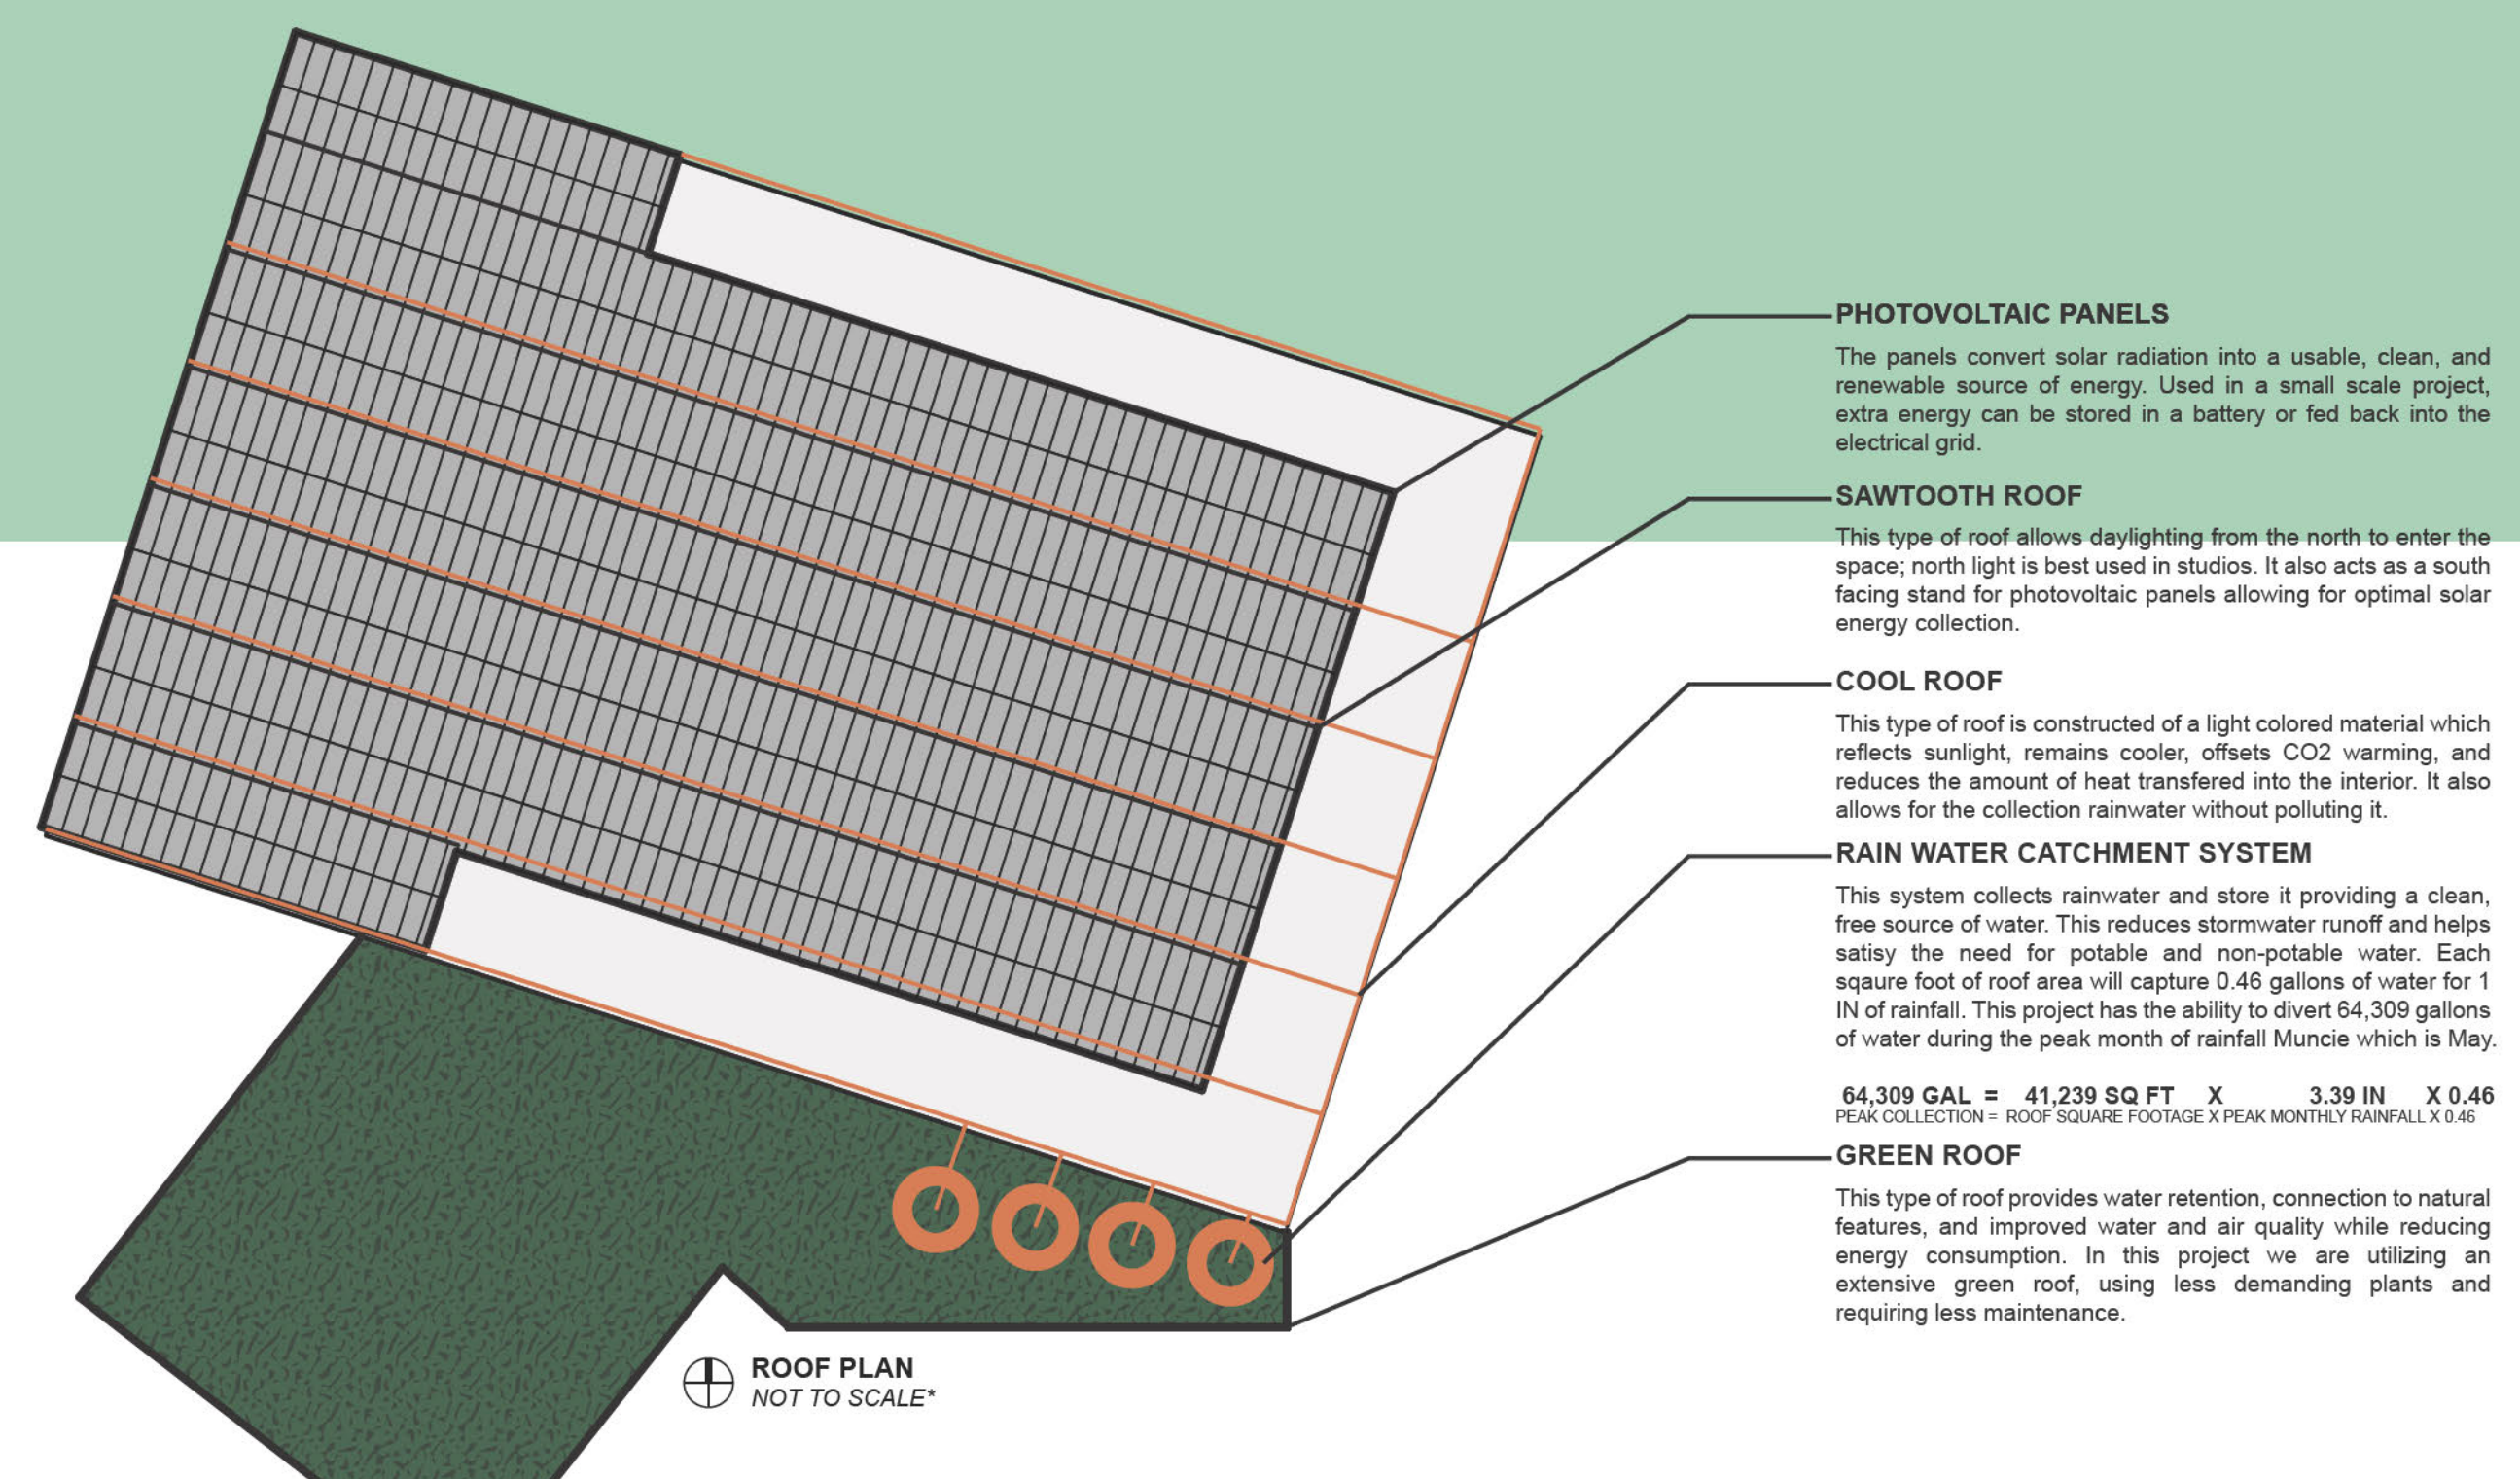 PHOTOVOLTAIC PANELS
The panels convert solar radiation into a usable, clean, and
renewable source of energy. Used in a small scale project,
extra energy can be stored in a battery or fed back into the
electrical grid.
SAWTOOTH ROOF
This type of roof allows daylighting from the north to enter the
space; north light is best used in studios. It also acts as a south
facing stand for photovoltaic panels allowing for optimal solar
energy collection.
COOL ROOF
This type of roof is constructed of a light colored material which
reflects sunlight, remains cooler, offsets CO2 warming, and
reduces the amount of heat transfered into the interior. It also
allows for the collection rainwater without polluting it.
RAIN WATER CATCHMENT SYSTEM
This system collects rainwater and store it providing a clean,
free source of water. This reduces stormwater runoff and helps
satisy the need for potable and non-potable water. Each
sqaure foot of roof area will capture 0.46 gallons of water for 1
IN of rainfall. This project has the ability to divert 64,309 gallons
of water during the peak month of rainfall Muncie which is May.
64,309 GAL = 41,239 SQ FT X 3.39 IN X 0.46
PEAK COLLECTION = ROOF SQUARE FOOTAGE X PEAK MONTHLY RAINFALL X 0.46
GREEN ROOF
This type of roof provides water retention, connection to natural
features, and improved water and air quality while reducing
energy consumption. In this project we are utilizing an
extensive green roof, using less demanding plants and
requiring less maintenance.
ROOF PLAN
NOT TO SCALE*